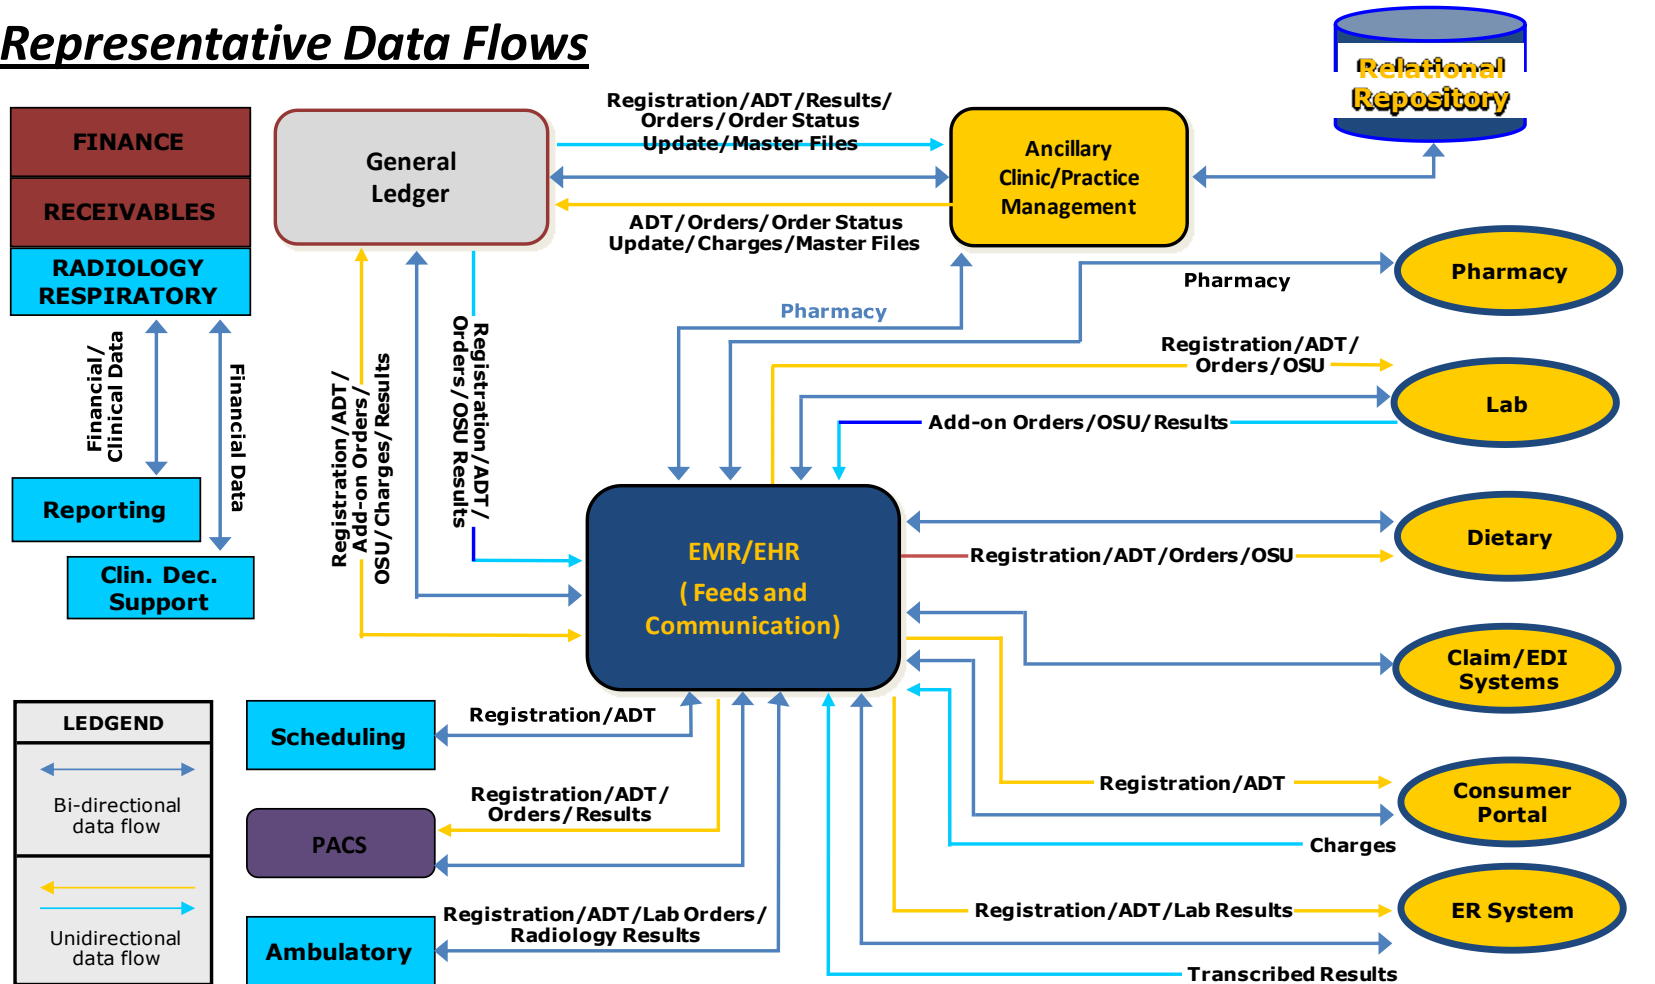 Representative Data Flows
Relational
Repository
FINANCE
RECEIVABLES
RADIOLOGY
RESPIRATORY
Financial/
Clinical Data
Financial Data
Reporting
Clin. Dec.
Support
General
Ledger
Registration/ADT/Results/
Orders/Order Status
Update/Master Files
ADT/Orders/Order Status
Update/Charges/Master Files
Ancillary
Clinic/Practice
Management
Pharmacy
Pharmacy
Pharmacy
Registration/ADT/
Orders/OSU
Lab
Add-on Orders/OSU/Results
Registration/ADT/
Add-on Orders/
OSU/Charges/Results
Registration/ADT/
Orders/OSU Results
EMR/EHR
( Feeds and
Communication)
Dietary
Registration/ADT/Orders/OSU
Claim/EDI
Systems
LEDGEND
Bi-directional
data flow
Unidirectional
data flow
Scheduling
Registration/ADT
PACS
Registration/ADT/
Orders/Results
Ambulatory
Registration/ADT/Lab Orders/
Radiology Results
Registration/ADT
Consumer
Portal
Charges
Registration/ADT/Lab Results
ER System
Transcribed Results